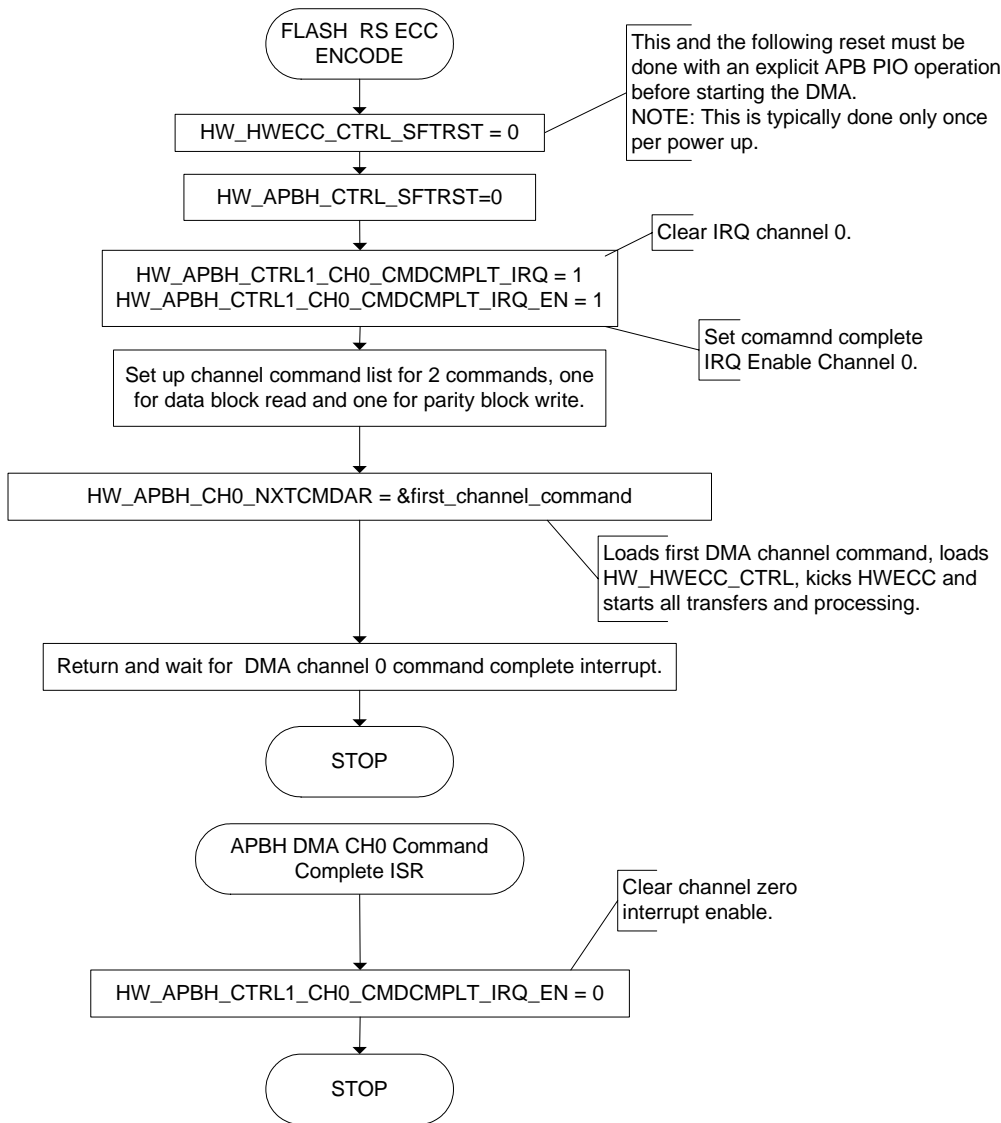 FLASH RS ECC
ENCODE
This and the following reset must be
done with an explicit APB PIO operation
before starting the DMA.
NOTE: This is typically done only once
per power up.
HW_HWECC_CTRL_SFTRST = 0
HW_APBH_CTRL_SFTRST=0
Clear IRQ channel 0.
HW_APBH_CTRL1_CH0_CMDCMPLT_IRQ = 1
HW_APBH_CTRL1_CH0_CMDCMPLT_IRQ_EN = 1
Set comamnd complete
IRQ Enable Channel 0.
Set up channel command list for 2 commands, one
for data block read and one for parity block write.
HW_APBH_CH0_NXTCMDAR = &first_channel_command
Loads first DMA channel command, loads
HW_HWECC_CTRL, kicks HWECC and
starts all transfers and processing.
Return and wait for DMA channel 0 command complete interrupt.
STOP
APBH DMA CH0 Command
Complete ISR
Clear channel zero
interrupt enable.
HW_APBH_CTRL1_CH0_CMDCMPLT_IRQ_EN = 0
STOP